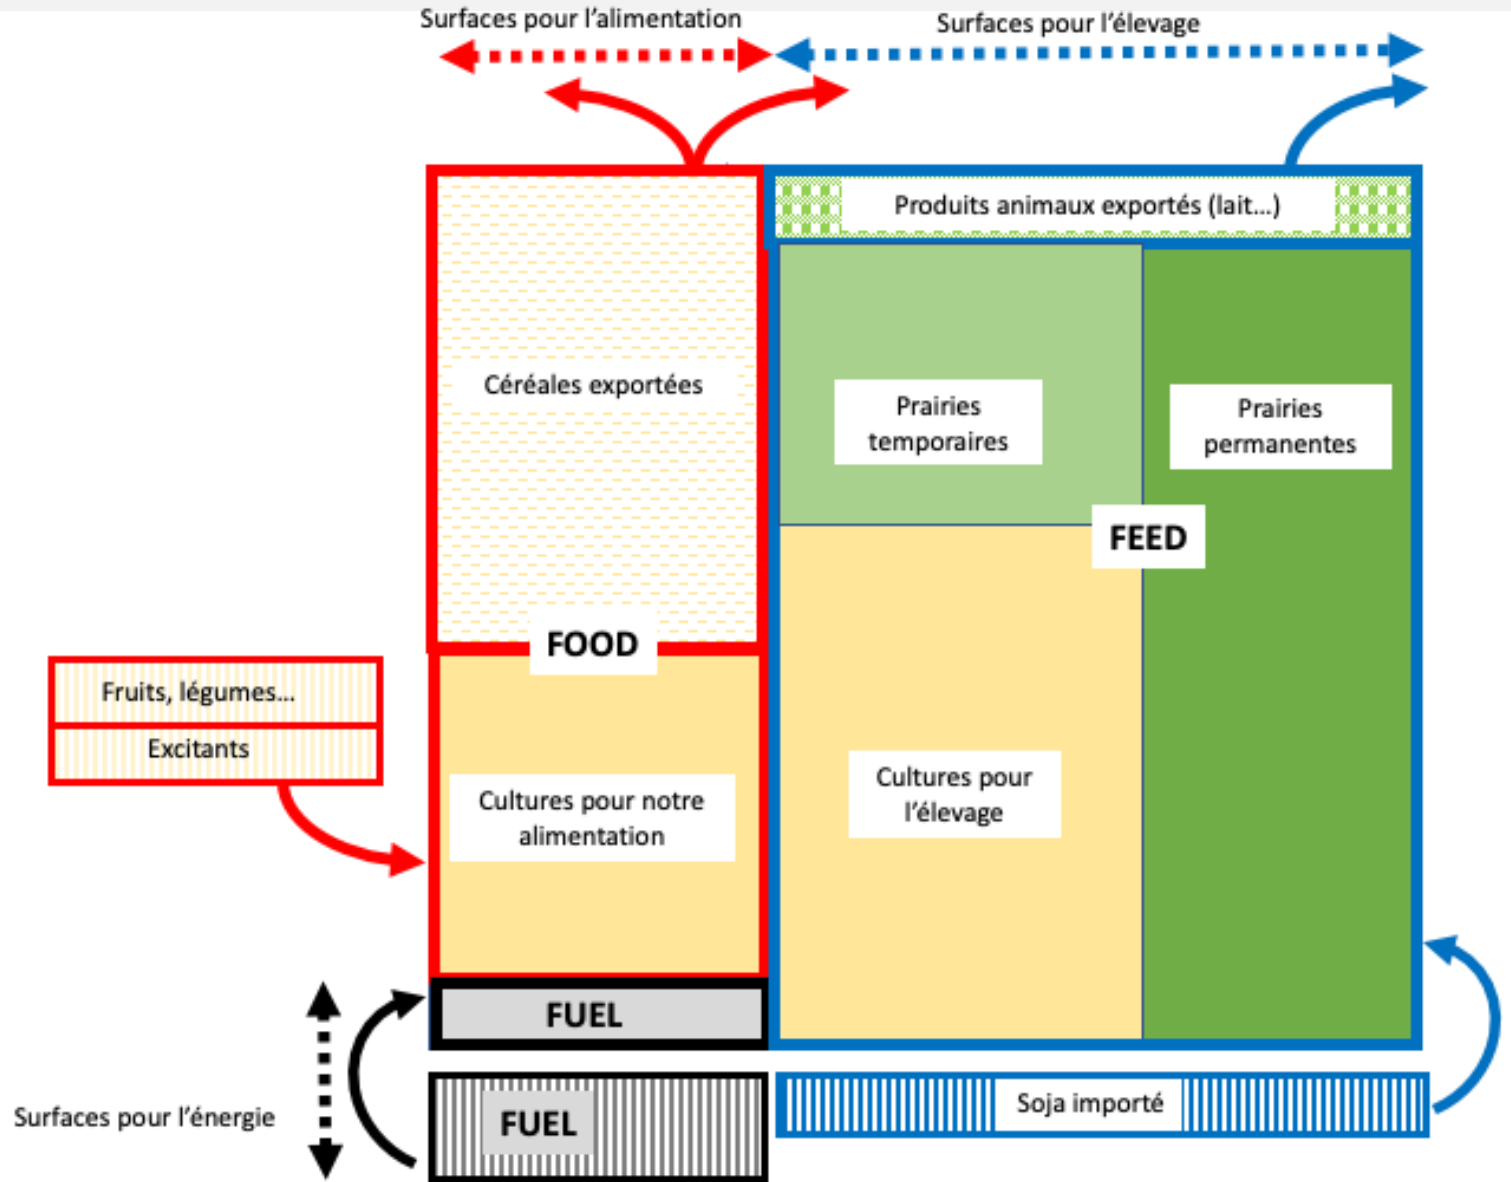 Surfaces pour l’alimentation
Surfaces pour l’élevage
Produits animaux exportés (lait…)
Céréales exportées
Prairies
temporaires
Prairies
permanentes
FEED
FOOD
Fruits, légumes…
Excitants
Cultures pour notre
alimentation
Cultures pour
l’élevage
FUEL
Surfaces pour l’énergie
FUEL
Soja importé